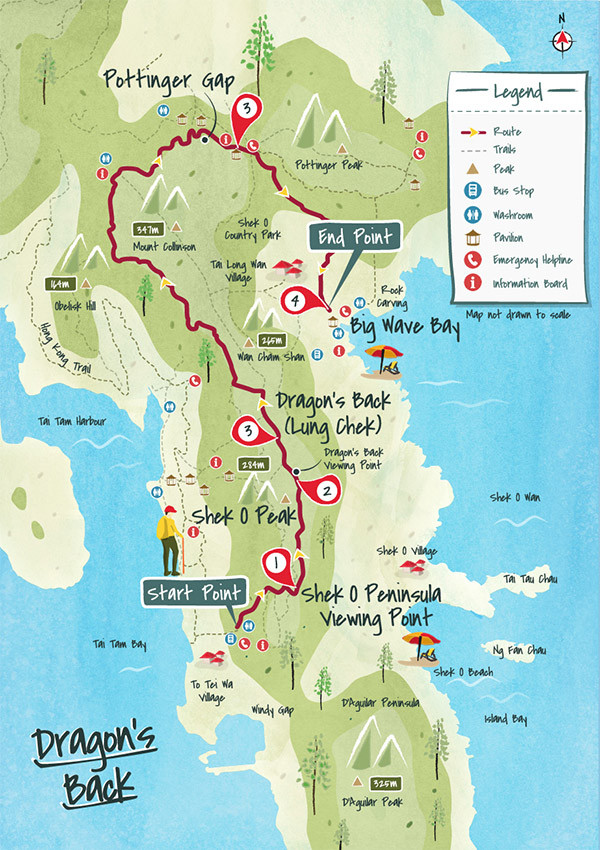 N
Pottinger Gap
3
Pottinger Peak
Legend
Route
Trails
Peak
Bus Stop
Washroom
Pavilion
Emergency Helpline
Information Board
Map not drawn to scale
347m
Mount Collinson
Shek O
Country Park
End Point
Tai Long Wan
Village
164m
Obelisk Hill
4
Rock
Carving
Big Wave Bay
265m
Wan Cham Shan
Hong Kong Trail
Tai Tam Harbour
Dragon's Back
(Lung Chek)
3
Dragon's Back
Viewing Point
284m
2
Shek O Wan
Shek O Peak
Shek O Village
1
Start Point
Shek O Peninsula
Viewing Point
Tai Tau Chau
Tai Tam Bay
Ng Fan Chau
Shek O Beach
To Tei Wa
Village
Windy Gap
D'Aguilar Peninsula
Island Bay
Dragon's
Back
325m
D'Aguilar Peak